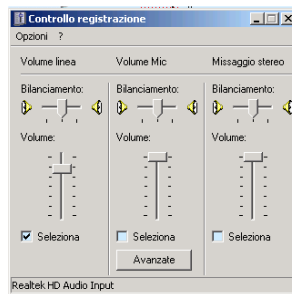 Controllo registrazione
Opzioni ?
Volume linea
Bilanciamento:
Volume:
Seleziona
Volume Mic
Bilanciamento:
Volume:
Seleziona
Avanzate
Missaggio stereo
Bilanciamento:
Volume:
Seleziona
Realtek HD Audio Input